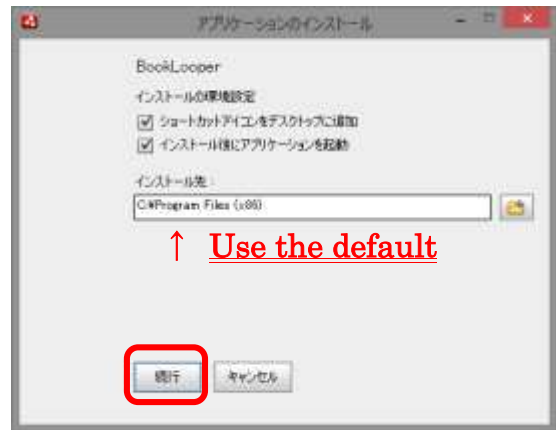 アプリケーションのインストール
BookLooper
インストールの環境設定
ショートカットアイコンをデスクトップに追加
インストール後にアプリケーションを起動
インストール先:
C:¥Program Files (x86)
↑ Use the default
続行 キャンセル